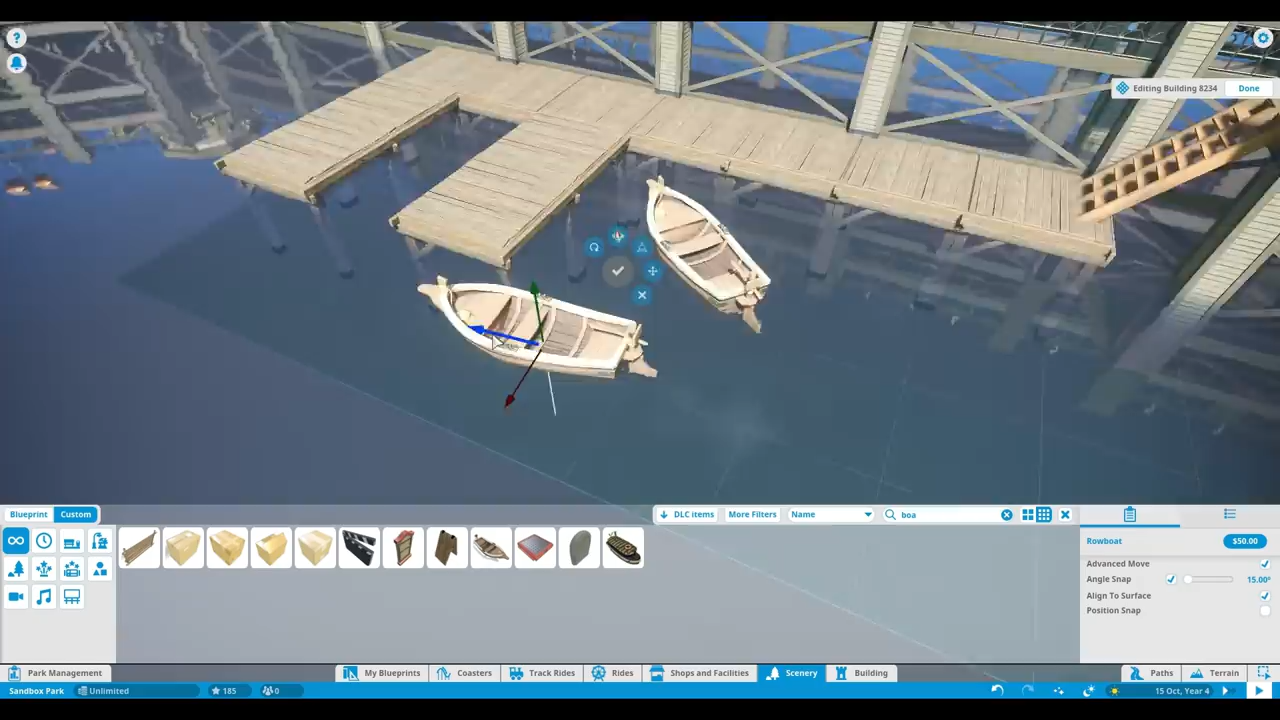 ?
Editing Building 8234 Done
Blueprint Custom
DLC items More Filters Name boa
Rowboat $50.00
Advanced Move
Angle Snap 15.00°
Align To Surface
Position Snap
Park Management My Blueprints Coasters Track Rides Rides Shops and Facilities Scenery Building Paths Terrain
Sandbox Park Unlimited 185 0 15 Oct, Year 4